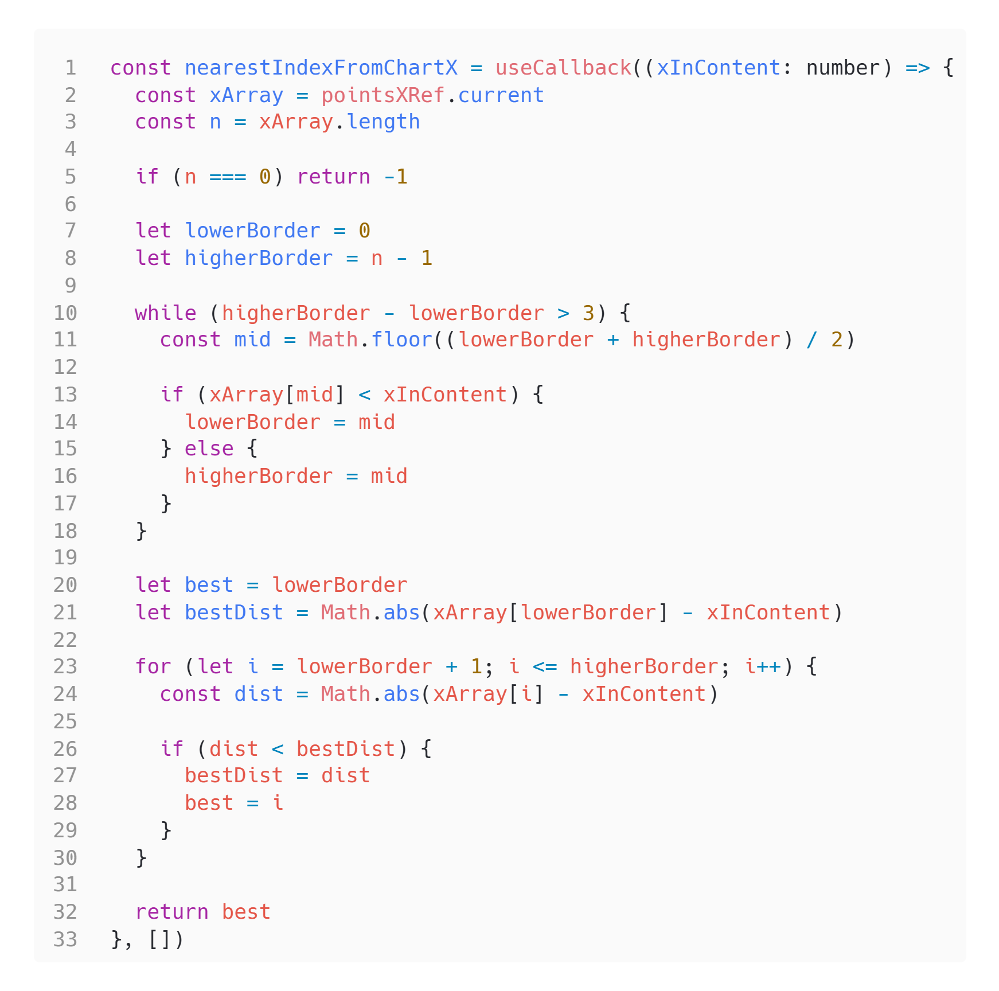 1 const nearestIndexFromChartX = useCallback((xInContent: number) => {
2   const xArray = pointsXRef.current
3   const n = xArray.length
4
5   if (n === 0) return -1
6
7   let lowerBorder = 0
8   let higherBorder = n - 1
9
10   while (higherBorder - lowerBorder > 3) {
11     const mid = Math.floor((lowerBorder + higherBorder) / 2)
12
13     if (xArray[mid] < xInContent) {
14       lowerBorder = mid
15     } else {
16       higherBorder = mid
17     }
18   }
19
20   let best = lowerBorder
21   let bestDist = Math.abs(xArray[lowerBorder] - xInContent)
22
23   for (let i = lowerBorder + 1; i <= higherBorder; i++) {
24     const dist = Math.abs(xArray[i] - xInContent)
25
26     if (dist < bestDist) {
27       bestDist = dist
28       best = i
29     }
30   }
31
32   return best
33 }, [])